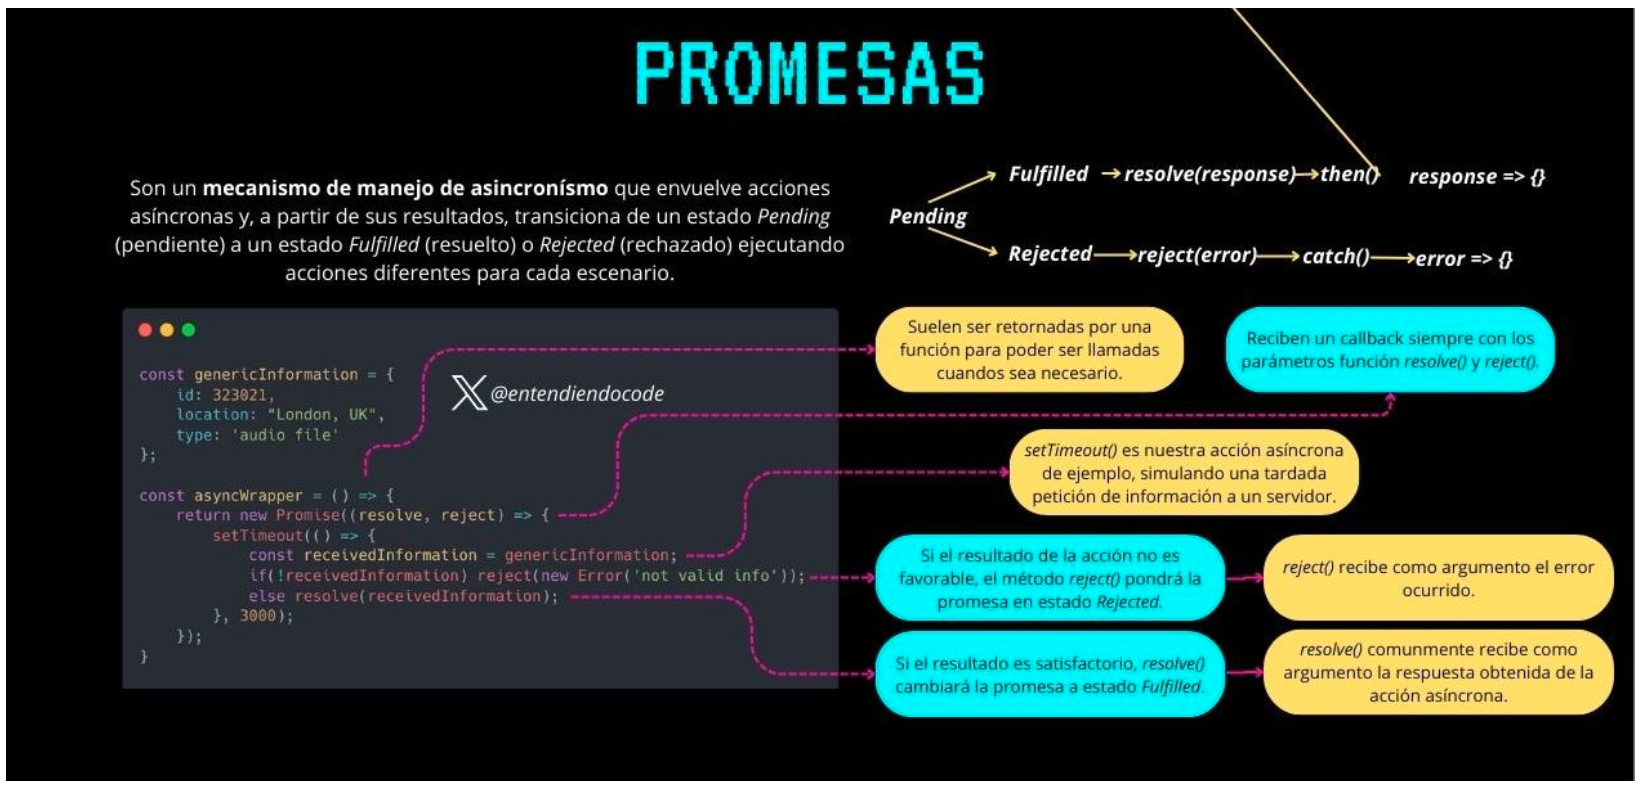 PROMESAS
Son un mecanismo de manejo de asincronísmo que envuelve acciones
asíncronas y, a partir de sus resultados, transiciona de un estado Pending
(pendiente) a un estado Fulfilled (resuelto) o Rejected (rechazado) ejecutando
acciones diferentes para cada escenario.
Pending
Fulfilled
resolve(response)
then()
response => {}
Rejected
reject(error)
catch()
error => {}
const genericInformation = {
id: 323021,
location: "London, UK",
type: 'audio file'
};
@entendiendocode
const asyncWrapper = () => {
return new Promise((resolve, reject) => {
setTimeout(() => {
const receivedInformation = genericInformation;
if(!receivedInformation) reject(new Error('not valid info'));
else resolve(receivedInformation);
}, 3000);
});
}
Suelen ser retornadas por una
función para poder ser llamadas
cuandos sea necesario.
Reciben un callback siempre con los
parámetros función resolve() y reject().
setTimeout() es nuestra acción asíncrona
de ejemplo, simulando una tardada
petición de información a un servidor.
Si el resultado de la acción no es
favorable, el método reject() pondrá la
promesa en estado Rejected.
reject() recibe como argumento el error
ocurrido.
Si el resultado es satisfactorio, resolve()
cambiará la promesa a estado Fulfilled.
resolve() comunmente recibe como
argumento la respuesta obtenida de la
acción asíncrona.